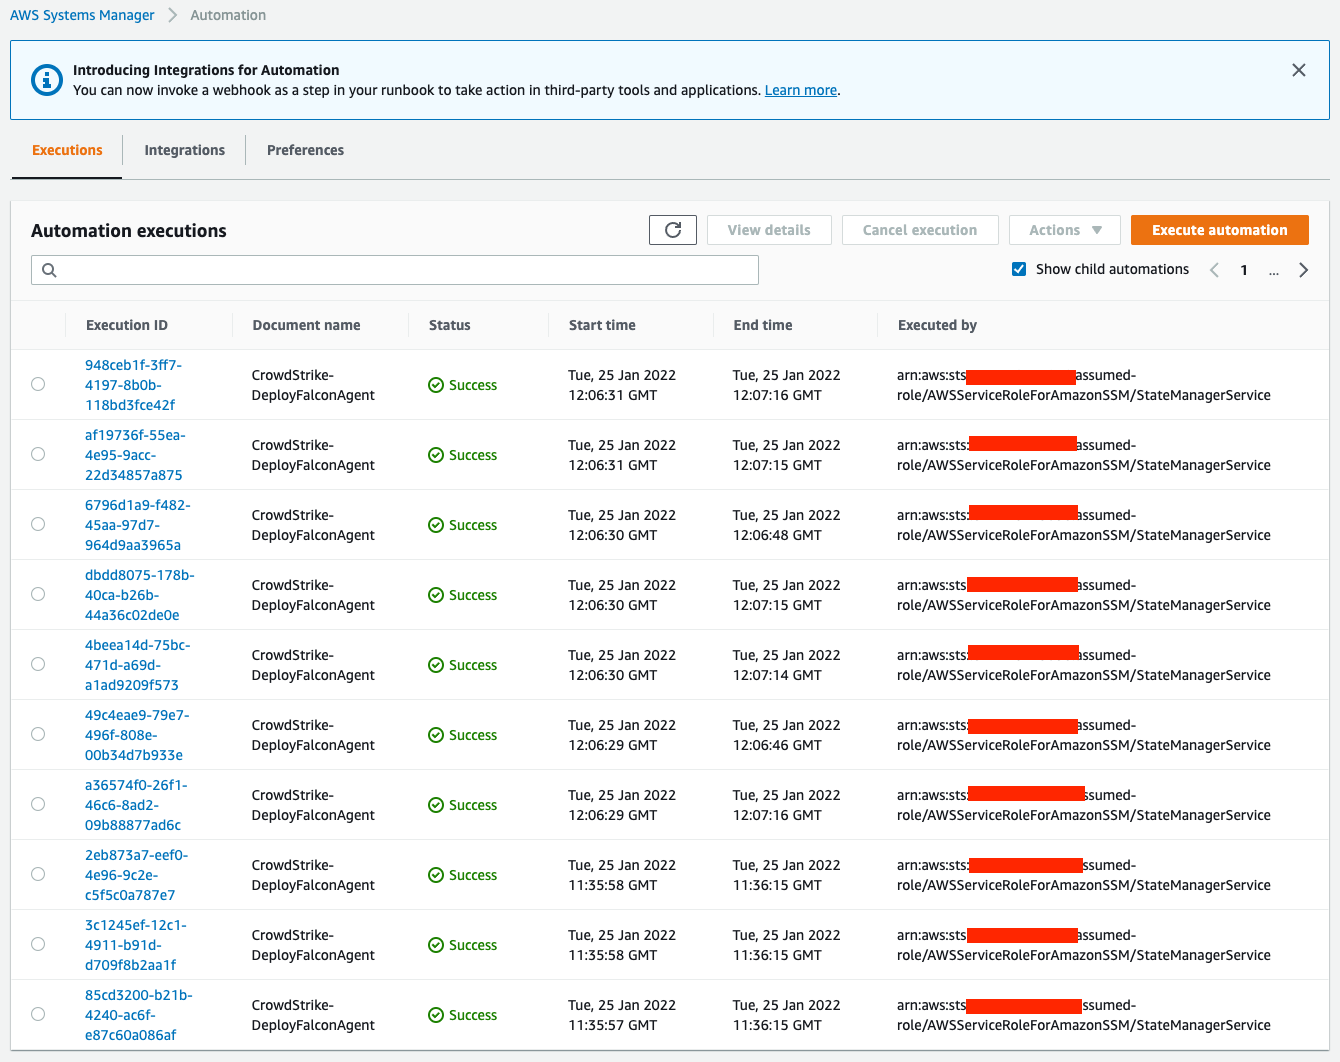 AWS Systems Manager > Automation
Introducing Integrations for Automation
You can now invoke a webhook as a step in your runbook to take action in third-party tools and applications. Learn more.
Executions Integrations Preferences
Automation executions View details Cancel execution Actions Execute automation
Show child automations 1 ...
Execution ID Document name Status Start time End time Executed by
948ceb1f-3ff7-
4197-8b0b-
118bd3fce42f
CrowdStrike-
DeployFalconAgent
Success
Tue, 25 Jan 2022
12:06:31 GMT
Tue, 25 Jan 2022
12:07:16 GMT
arn:aws:sts assumed-
role/AWSServiceRoleForAmazonSSM/StateManagerService
af19736f-55ea-
4e95-9acc-
22d34857a875
CrowdStrike-
DeployFalconAgent
Success
Tue, 25 Jan 2022
12:06:31 GMT
Tue, 25 Jan 2022
12:07:15 GMT
arn:aws:sts: assumed-
role/AWSServiceRoleForAmazonSSM/StateManagerService
6796d1a9-f482-
45aa-97d7-
964d9aa3965a
CrowdStrike-
DeployFalconAgent
Success
Tue, 25 Jan 2022
12:06:30 GMT
Tue, 25 Jan 2022
12:06:48 GMT
arn:aws:sts: assumed-
role/AWSServiceRoleForAmazonSSM/StateManagerService
dbdd8075-178b-
40ca-b26b-
44a36c02de0e
CrowdStrike-
DeployFalconAgent
Success
Tue, 25 Jan 2022
12:06:30 GMT
Tue, 25 Jan 2022
12:07:15 GMT
arn:aws:sts: assumed-
role/AWSServiceRoleForAmazonSSM/StateManagerService
4beea14d-75bc-
471d-a69d-
a1ad9209f573
CrowdStrike-
DeployFalconAgent
Success
Tue, 25 Jan 2022
12:06:30 GMT
Tue, 25 Jan 2022
12:07:14 GMT
arn:aws:sts: assumed-
role/AWSServiceRoleForAmazonSSM/StateManagerService
49c4eae9-79e7-
496f-808e-
00b34d7b933e
CrowdStrike-
DeployFalconAgent
Success
Tue, 25 Jan 2022
12:06:29 GMT
Tue, 25 Jan 2022
12:06:46 GMT
arn:aws:sts: assumed-
role/AWSServiceRoleForAmazonSSM/StateManagerService
a36574f0-26f1-
46c6-8ad2-
09b88877ad6c
CrowdStrike-
DeployFalconAgent
Success
Tue, 25 Jan 2022
12:06:29 GMT
Tue, 25 Jan 2022
12:07:16 GMT
arn:aws:sts: ssumed-
role/AWSServiceRoleForAmazonSSM/StateManagerService
2eb873a7-eef0-
4e96-9c2e-
c5f5c0a787e7
CrowdStrike-
DeployFalconAgent
Success
Tue, 25 Jan 2022
11:35:58 GMT
Tue, 25 Jan 2022
11:36:15 GMT
arn:aws:sts: ssumed-
role/AWSServiceRoleForAmazonSSM/StateManagerService
3c1245ef-12c1-
4911-b91d-
d709f8b2aa1f
CrowdStrike-
DeployFalconAgent
Success
Tue, 25 Jan 2022
11:35:58 GMT
Tue, 25 Jan 2022
11:36:15 GMT
arn:aws:sts assumed-
role/AWSServiceRoleForAmazonSSM/StateManagerService
85cd3200-b21b-
4240-ac6f-
e87c60a086af
CrowdStrike-
DeployFalconAgent
Success
Tue, 25 Jan 2022
11:35:57 GMT
Tue, 25 Jan 2022
11:36:15 GMT
arn:aws:sts ssumed-
role/AWSServiceRoleForAmazonSSM/StateManagerService